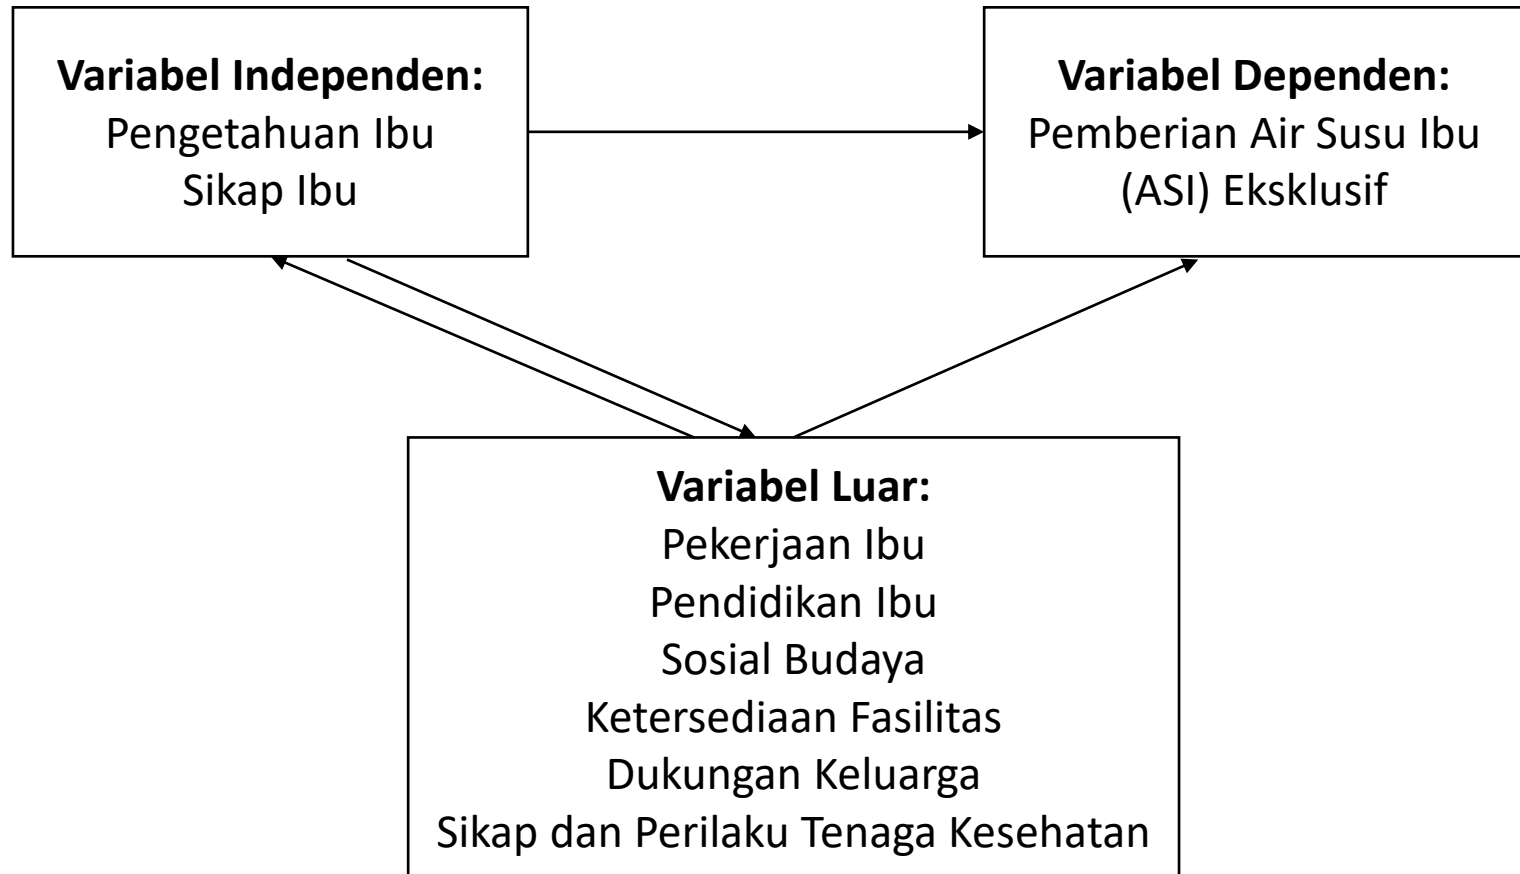 Variabel Independen:
Pengetahuan Ibu
Sikap Ibu
Variabel Dependen:
Pemberian Air Susu Ibu
(ASI) Eksklusif
Variabel Luar:
Pekerjaan Ibu
Pendidikan Ibu
Sosial Budaya
Ketersediaan Fasilitas
Dukungan Keluarga
Sikap dan Perilaku Tenaga Kesehatan